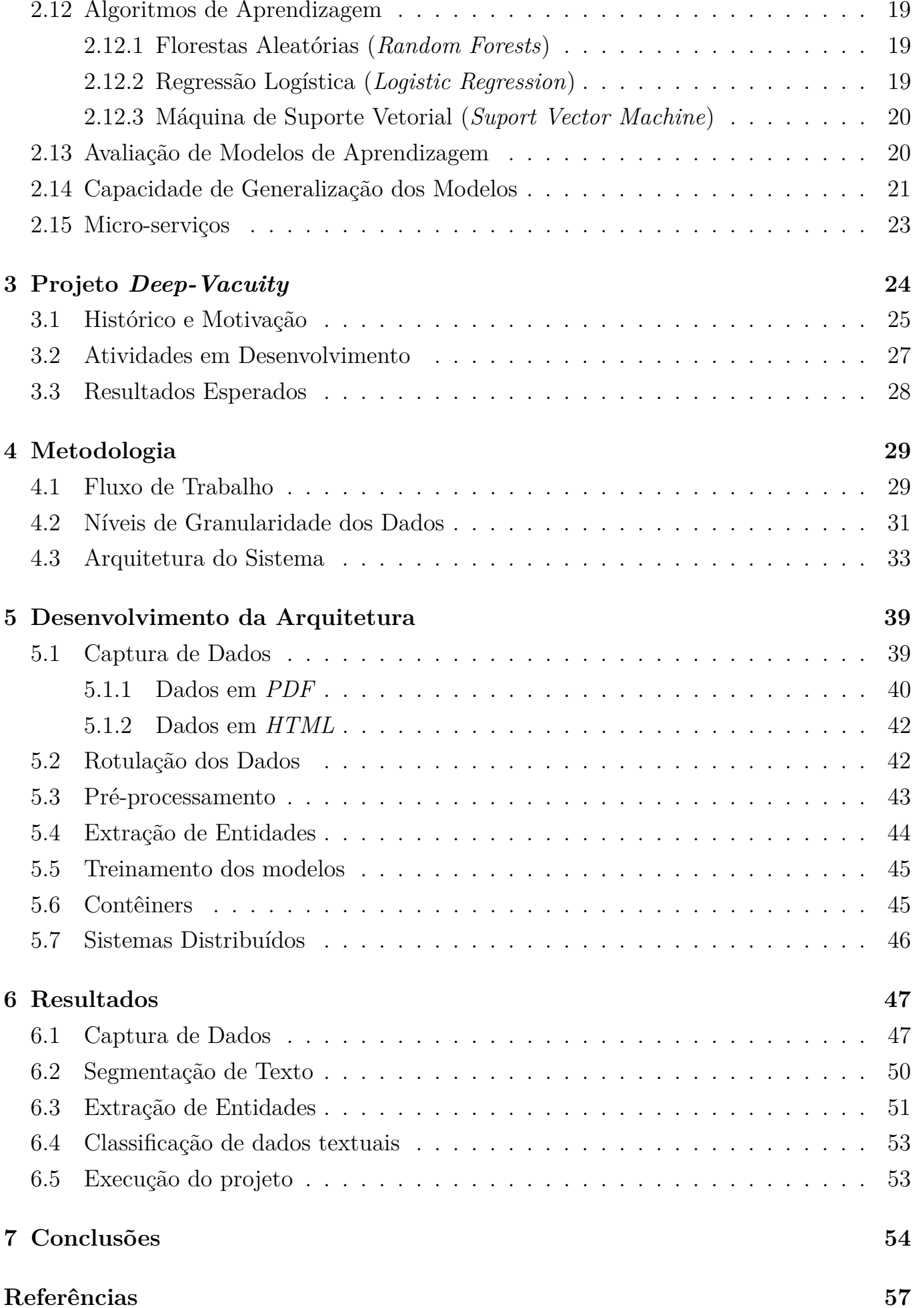 2.12 Algoritmos de Aprendizagem . . . . . . . . . . . . . . . . . . . . . . . . . . 19
2.12.1 Florestas Aleatórias (Random Forests) . . . . . . . . . . . . . . . . . 19
2.12.2 Regressão Logística (Logistic Regression) . . . . . . . . . . . . . . . . 19
2.12.3 Máquina de Suporte Vetorial (Suport Vector Machine) . . . . . . . . 20
2.13 Avaliação de Modelos de Aprendizagem . . . . . . . . . . . . . . . . . . . . 20
2.14 Capacidade de Generalização dos Modelos . . . . . . . . . . . . . . . . . . . 21
2.15 Micro-serviços . . . . . . . . . . . . . . . . . . . . . . . . . . . . . . . . . . 23
3 Projeto Deep-Vacuity 24
3.1 Histórico e Motivação . . . . . . . . . . . . . . . . . . . . . . . . . . . . . . 25
3.2 Atividades em Desenvolvimento . . . . . . . . . . . . . . . . . . . . . . . . 27
3.3 Resultados Esperados . . . . . . . . . . . . . . . . . . . . . . . . . . . . . . 28
4 Metodologia 29
4.1 Fluxo de Trabalho . . . . . . . . . . . . . . . . . . . . . . . . . . . . . . . . 29
4.2 Níveis de Granularidade dos Dados . . . . . . . . . . . . . . . . . . . . . . . 31
4.3 Arquitetura do Sistema . . . . . . . . . . . . . . . . . . . . . . . . . . . . . 33
5 Desenvolvimento da Arquitetura 39
5.1 Captura de Dados . . . . . . . . . . . . . . . . . . . . . . . . . . . . . . . . 39
5.1.1 Dados em PDF . . . . . . . . . . . . . . . . . . . . . . . . . . . . . . 40
5.1.2 Dados em HTML . . . . . . . . . . . . . . . . . . . . . . . . . . . . . 42
5.2 Rotulação dos Dados . . . . . . . . . . . . . . . . . . . . . . . . . . . . . . 42
5.3 Pré-processamento . . . . . . . . . . . . . . . . . . . . . . . . . . . . . . . . 43
5.4 Extração de Entidades . . . . . . . . . . . . . . . . . . . . . . . . . . . . . . 44
5.5 Treinamento dos modelos . . . . . . . . . . . . . . . . . . . . . . . . . . . . 45
5.6 Contêiners . . . . . . . . . . . . . . . . . . . . . . . . . . . . . . . . . . . . 45
5.7 Sistemas Distribuídos . . . . . . . . . . . . . . . . . . . . . . . . . . . . . . 46
6 Resultados 47
6.1 Captura de Dados . . . . . . . . . . . . . . . . . . . . . . . . . . . . . . . . 47
6.2 Segmentação de Texto . . . . . . . . . . . . . . . . . . . . . . . . . . . . . . 50
6.3 Extração de Entidades . . . . . . . . . . . . . . . . . . . . . . . . . . . . . . 51
6.4 Classificação de dados textuais . . . . . . . . . . . . . . . . . . . . . . . . . 53
6.5 Execução do projeto . . . . . . . . . . . . . . . . . . . . . . . . . . . . . . . 53
7 Conclusões 54
Referências 57